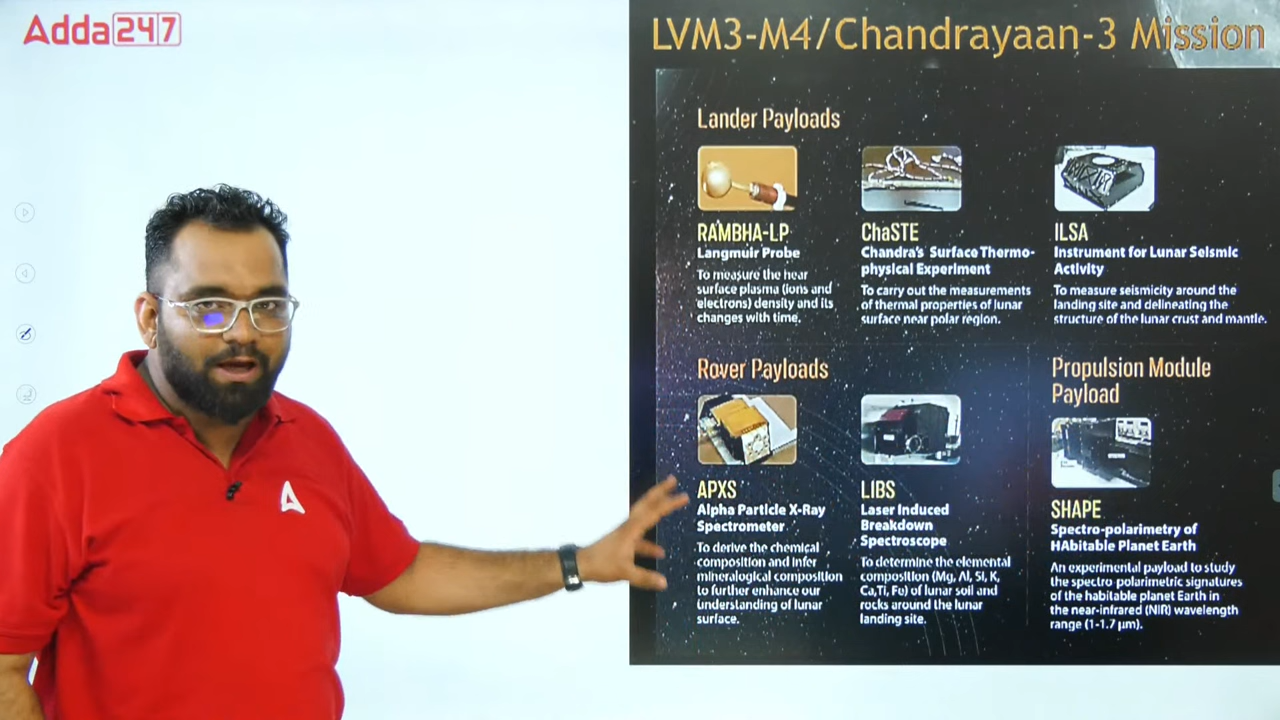 Adda247
LVM3-M4/Chandrayaan-3 Mission
Lander Payloads
RAMBHA-LP
Langmuir Probe
To measure the near
surface plasma (ions and
electrons) density and its
changes with time.
ChaSTE
Chandra's Surface Thermo-
physical Experiment
To carry out the measurements
of thermal properties of lunar
surface near polar region.
ILSA
Instrument for Lunar Seismic
Activity
To measure seismicity around the
landing site and delineating the
structure of the lunar crust and mantle.
Rover Payloads
APXS
Alpha Particle X-Ray
Spectrometer
To derive the chemical
composition and infer
mineralogical composition
to further enhance our
understanding of lunar
surface.
LIBS
Laser Induced
Breakdown
Spectroscope
To determine the elemental
composition (Mg, Al, Si, K,
Ca,Ti, Fe) of lunar soil and
rocks around the lunar
landing site.
Propulsion Module
Payload
SHAPE
Spectro-polarimetry of
HAbitable Planet Earth
An experimental payload to study
the spectro polarimetric signatures
of the habitable planet Earth in
the near-infrared (NIR) wavelength
range (1-1.7 μm).